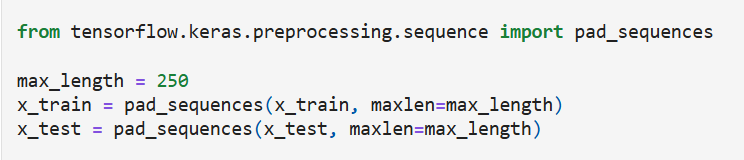 from tensorflow.keras.preprocessing.sequence import pad_sequences
max_length = 250
x_train = pad_sequences(x_train, maxlen=max_length)
x_test = pad_sequences(x_test, maxlen=max_length)